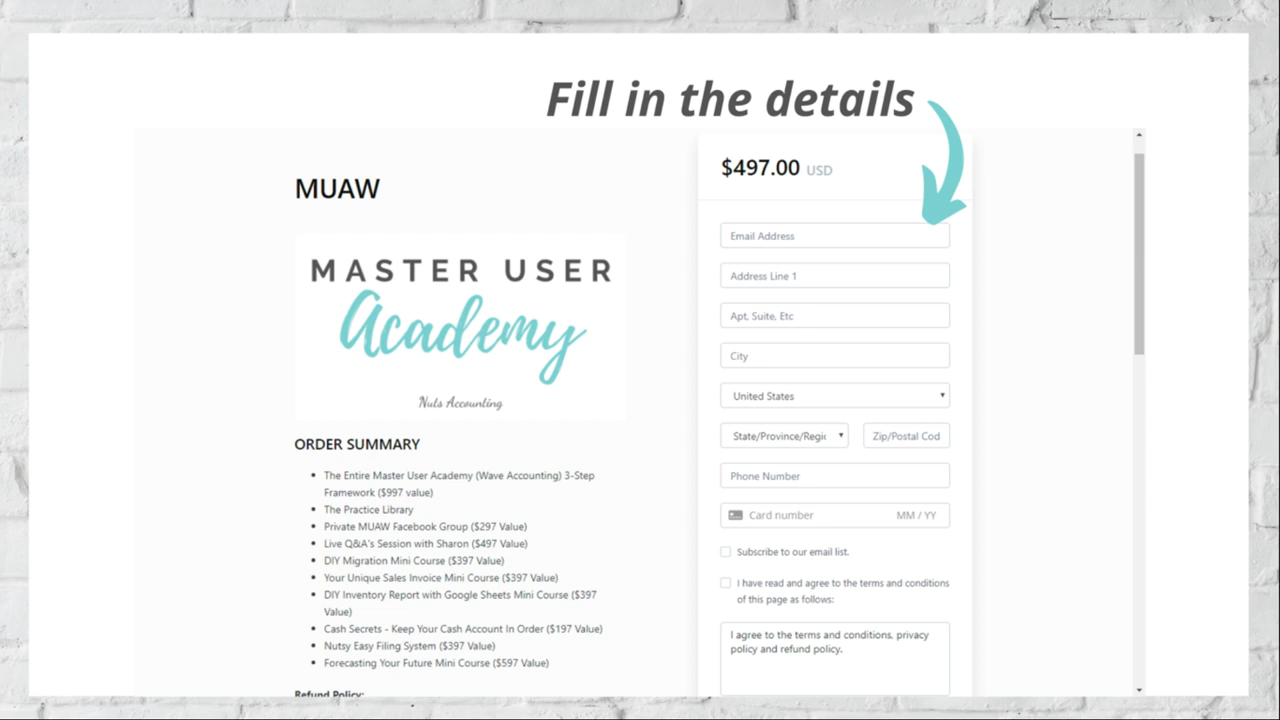 Fill in the details
MUAW
MASTER USER
Academy
Nuts Accounting
ORDER SUMMARY
• The Entire Master User Academy (Wave Accounting) 3-Step
Framework ($997 value)
• The Practice Library
• Private MUAW Facebook Group ($297 Value)
• Live Q&A's Session with Sharon ($497 Value)
• DIY Migration Mini Course ($397 Value)
• Your Unique Sales Invoice Mini Course ($397 Value)
• DIY Inventory Report with Google Sheets Mini Course ($397
Value)
• Cash Secrets - Keep Your Cash Account In Order ($197 Value)
• Nutsy Easy Filing System ($397 Value)
• Forecasting Your Future Mini Course ($597 Value)
Refund Policy:
$497.00 USD
Email Address
Address Line 1
Apt, Suite, Etc
City
United States
State/Province/Regic Zip/Postal Cod
Phone Number
Card number MM / YY
Subscribe to our email list.
I have read and agree to the terms and conditions
of this page as follows:
I agree to the terms and conditions, privacy
policy and refund policy.